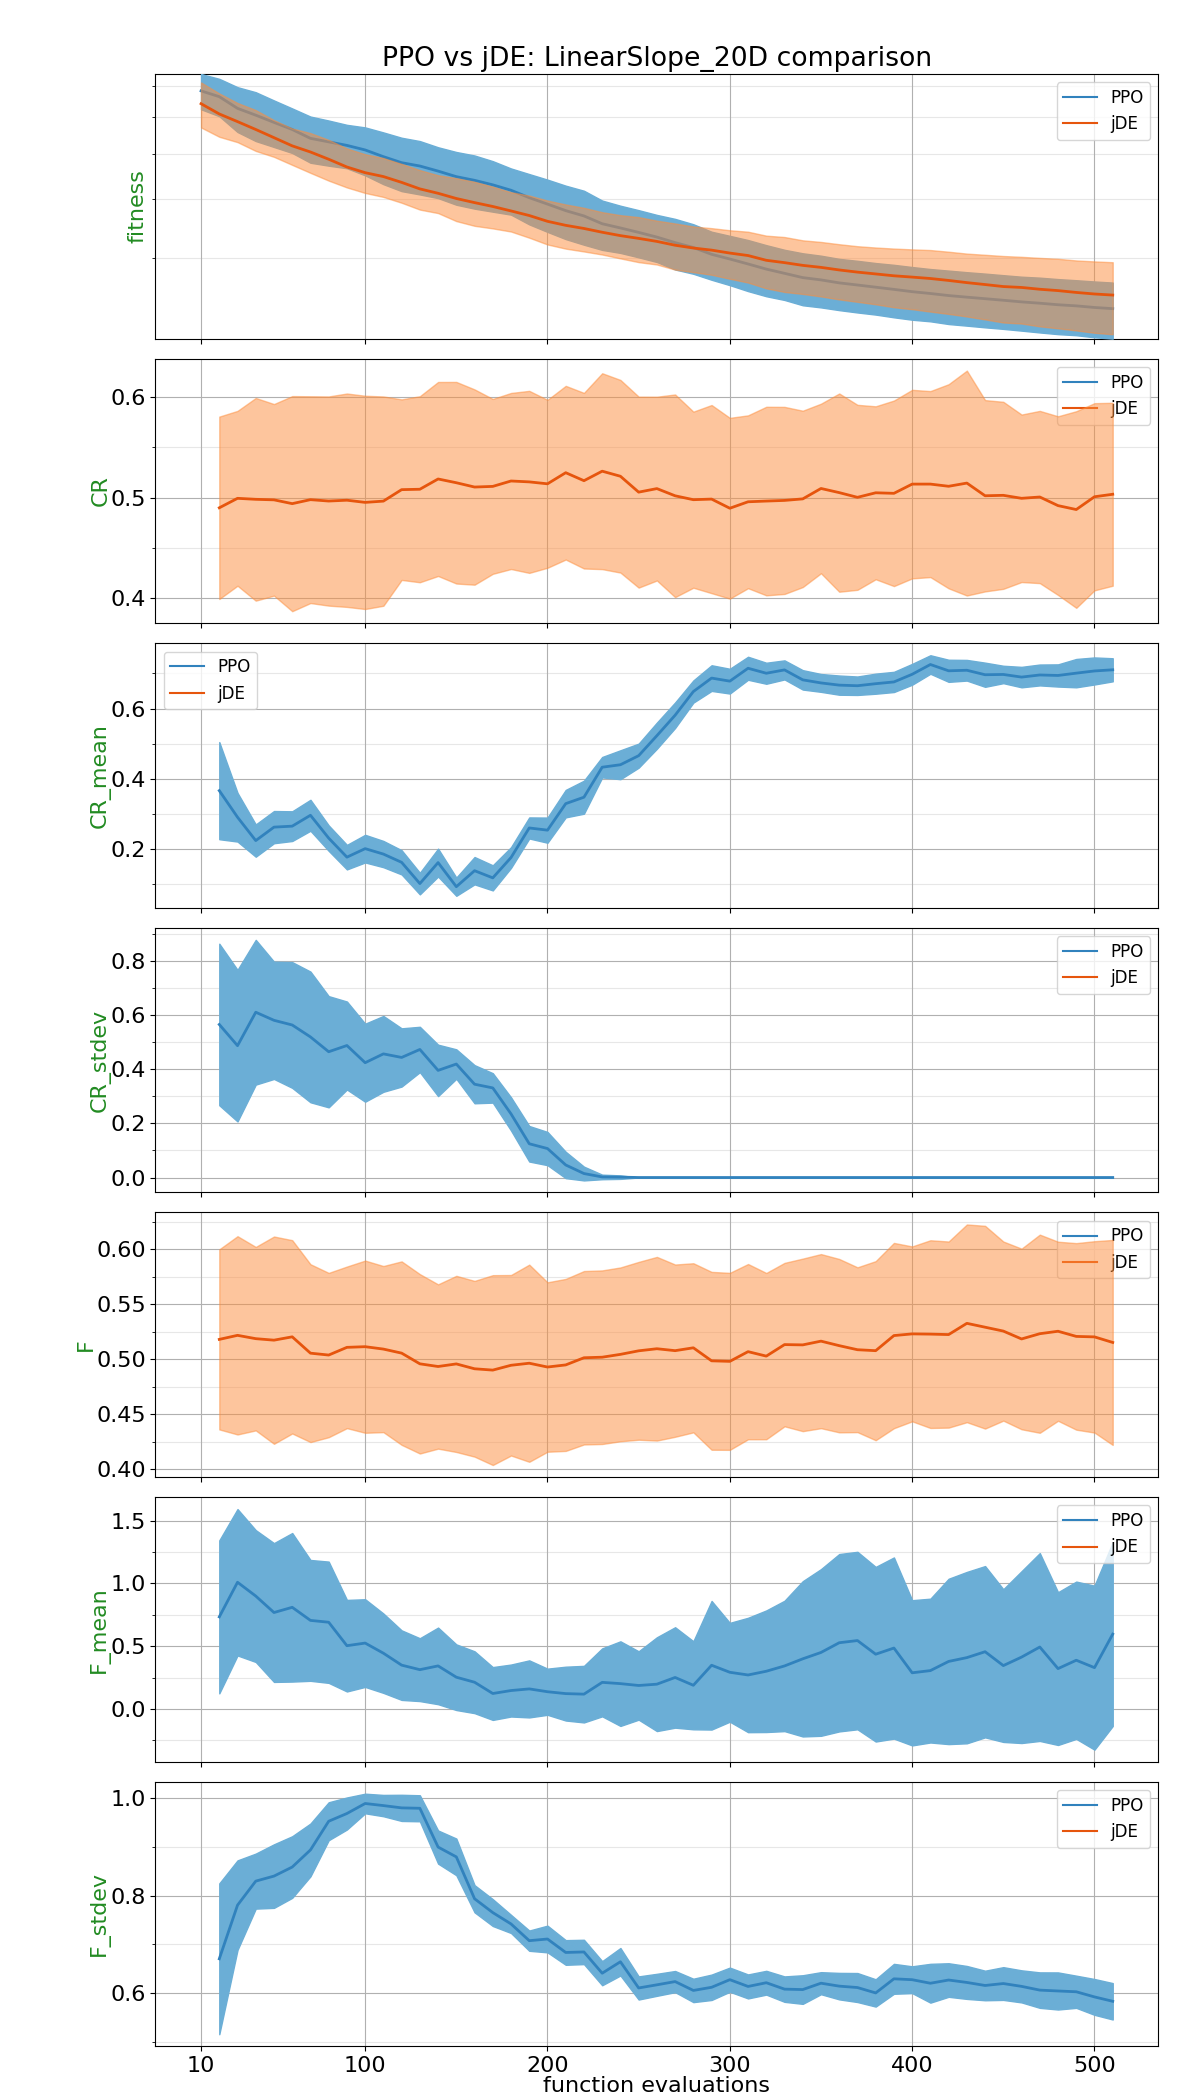 PPO vs jDE: LinearSlope_20D comparison
fitness
PPO
jDE
CR
0.6
0.5
0.4
PPO
jDE
CR_mean
0.6
0.4
0.2
PPO
jDE
CR_stdev
0.8
0.6
0.4
0.2
0.0
PPO
jDE
F
0.60
0.55
0.50
0.45
0.40
PPO
jDE
F_mean
1.5
1.0
0.5
0.0
PPO
jDE
F_stdev
1.0
0.8
0.6
PPO
jDE
10 100 200 300 400 500
function evaluations